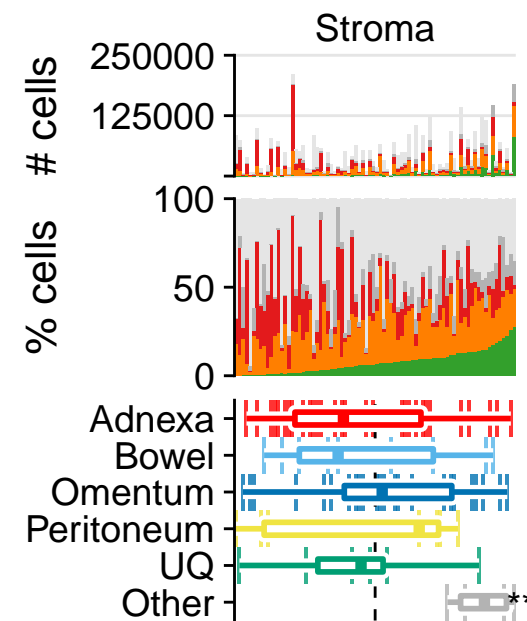 Stroma
# cells
250000
125000
% cells
100
50
0
Adnexa
Bowel
Omentum
Peritoneum
UQ
Other
**